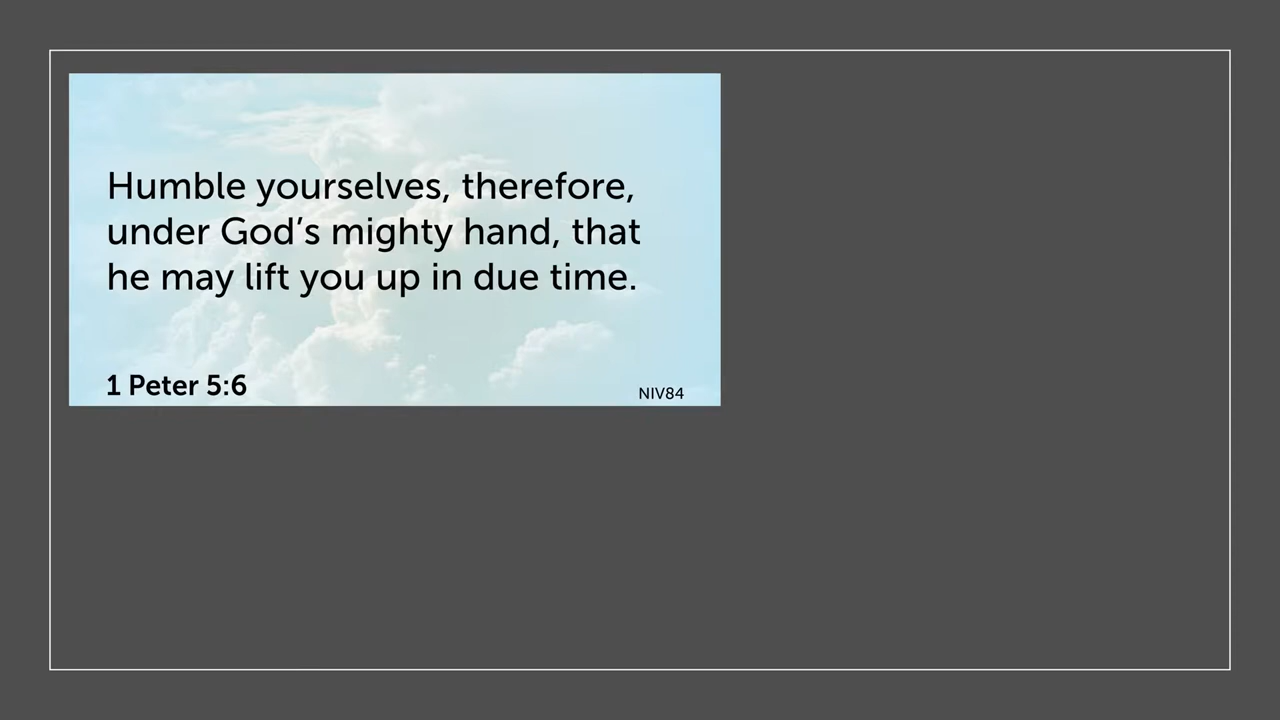 Humble yourselves, therefore,
under God’s mighty hand, that
he may lift you up in due time.
1 Peter 5:6
NIV84